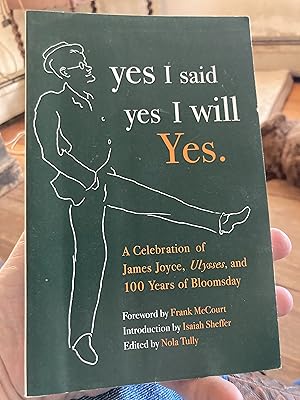 yes I said
yes I will
Yes.
A Celebration of
James Joyce, Ulysses, and
100 Years of Bloomsday
Foreword by Frank McCourt
Introduction by Isaiah Sheffer
Edited by Nola Tully